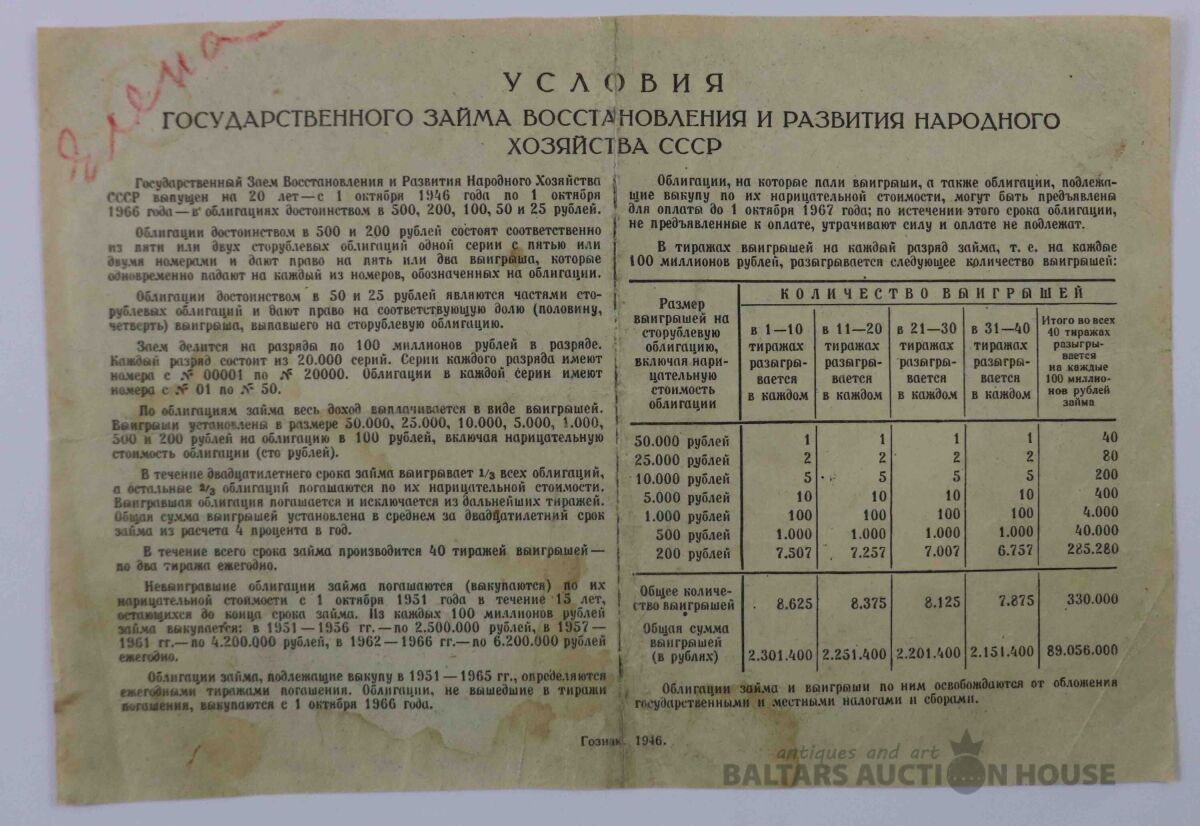 Елена
УСЛОВИЯ
ГОСУДАРСТВЕННОГО ЗАЙМА ВОССТАНОВЛЕНИЯ И РАЗВИТИЯ НАРОДНОГО
ХОЗЯЙСТВА СССР
Государственный Заем Восстановления и Развития Народного Хозяйства
СССР выпущен на 20 лет — с 1 октября 1946 года по 1 октября
1966 года — в облигациях достоинством в 500, 200, 100, 50 и 25 рублей.
Облигации достоинством в 500 и 200 рублей состоят соответственно
из пяти или двух сторублевых облигаций одной серии с пятью или
двумя номерами и дают право на пять или два выигрыша, которые
одновременно падают на каждый из номеров, обозначенных на облигации.
Облигации достоинством в 50 и 25 рублей являются частями сто-
рублевых облигаций и дают право на соответствующую долю (половину,
четверть) выигрыша, выпавшего на сторублевую облигацию.
Заем делится на разряды по 100 миллионов рублей в разряде.
Каждый разряд состоит из 20.000 серий. Серии каждого разряда имеют
номера с № 00001 по № 20000. Облигации в каждой серии имеют
номера с № 01 по № 50.
По облигациям займа весь доход выплачивается в виде выигрышей.
Выигрыши установлены в размере 50.000, 25.000, 10.000, 5.000, 1.000,
500 и 200 рублей на облигацию в 100 рублей, включая нарицательную
стоимость облигации (сто рублей).
В течение двадцатилетнего срока займа выигрывает 1/3 всех облигаций,
а остальные 2/3 облигаций погашаются по их нарицательной стоимости.
Выигравшая облигация погашается и исключается из дальнейших тиражей.
Общая сумма выигрышей установлена в среднем за двадцатилетний срок
займа из расчета 4 процента в год.
В течение всего срока займа производится 40 тиражей выигрышей —
по два тиража ежегодно.
Невыигравшие облигации займа погашаются (выкупаются) по их
нарицательной стоимости с 1 октября 1951 года в течение 15 лет,
остающихся до конца срока займа. Из каждых 100 миллионов рублей
займа выкупается: в 1951 — 1956 гг. — по 2.500.000 рублей, в 1957 —
1961 гг. — по 4.200.000 рублей, в 1962 — 1966 гг. — по 6.200.000 рублей
ежегодно.
Облигации займа, подлежащие выкупу в 1951 — 1965 гг., определяются
ежегодными тиражами погашения. Облигации, не вышедшие в тиражи
погашения, выкупаются с 1 октября 1966 года.
Облигации, на которые пали выигрыши, а также облигации, подлежа-
щие выкупу по их нарицательной стоимости, могут быть предъявлены
для оплаты до 1 октября 1967 года; по истечении этого срока облигации,
не предъявленные к оплате, утрачивают силу и оплате не подлежат.
В тиражах выигрышей на каждый разряд займа, т. е. на каждые
100 миллионов рублей, разыгрывается следующее количество выигрышей:
Размер
выигрышей на
сторублевую
облигацию,
включая нари-
цательную
стоимость
облигации
КОЛИЧЕСТВО ВЫИГРЫШЕЙ
в 1—10
тиражах
разыгры-
вается
в каждом
в 11—20
тиражах
разыгры-
вается
в каждом
в 21—30
тиражах
разыгры-
вается
в каждом
в 31—40
тиражах
разыгры-
вается
в каждом
Итого во всех
40 тиражах
разыгры-
вается
на каждые
100 миллио-
нов рублей
займа
50.000 рублей 1 1 1 1 40
25.000 рублей 2 2 2 2 80
10.000 рублей 5 5 5 5 200
5.000 рублей 10 10 10 10 400
1.000 рублей 100 100 100 100 4.000
500 рублей 1.000 1.000 1.000 1.000 40.000
200 рублей 7.507 7.257 7.007 6.757 285.280
Общее количе-
ство выигрышей 8.625 8.375 8.125 7.875 330.000
Общая сумма
выигрышей
(в рублях) 2.301.400 2.251.400 2.201.400 2.151.400 89.056.000
Облигации займа и выигрыши по ним освобождаются от обложения
государственными и местными налогами и сборами.
Гознак. 1946.
antiques and art
BALTARS AUCTION HOUSE